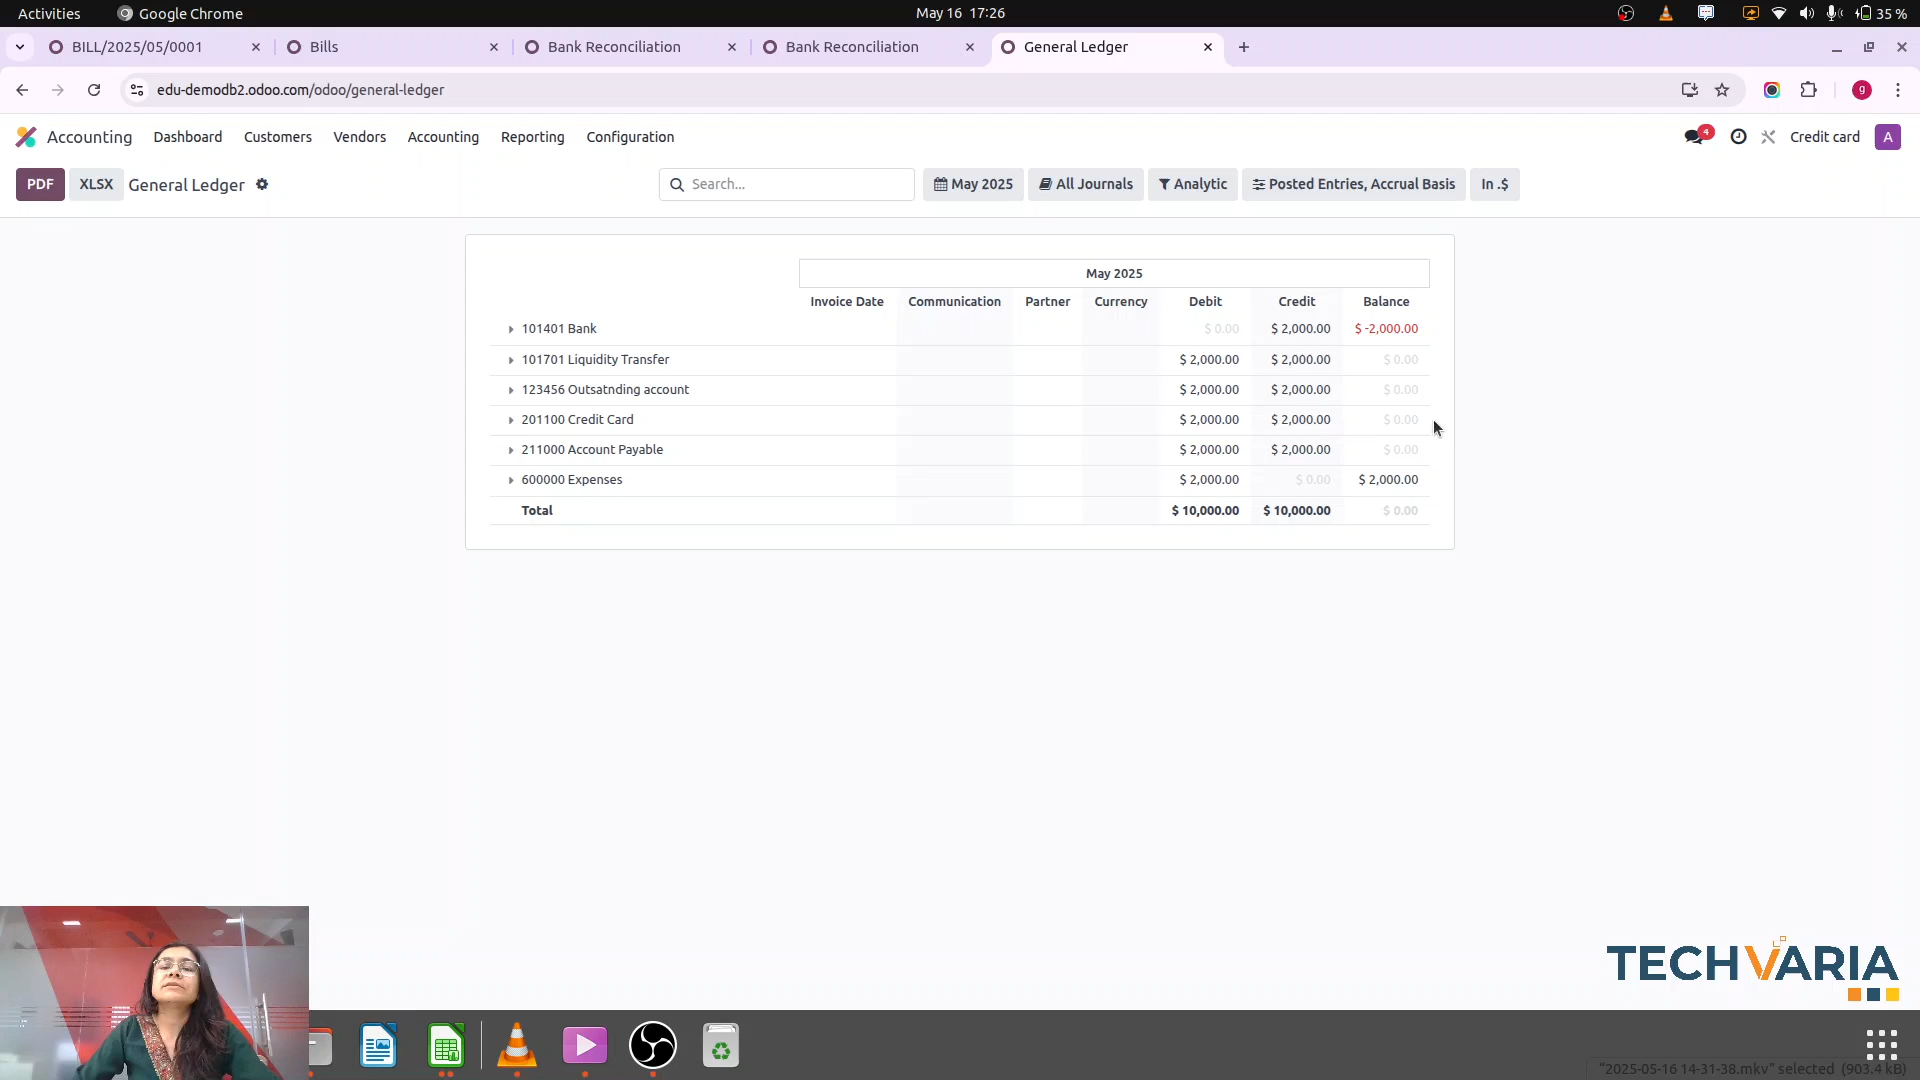 Activities Google Chrome May 16 17:26 35 %
BILL/2025/05/0001 Bills Bank Reconciliation Bank Reconciliation General Ledger
edu-demodb2.odoo.com/odoo/general-ledger g
Accounting Dashboard Customers Vendors Accounting Reporting Configuration 4 Credit card A
PDF XLSX General Ledger Search... May 2025 All Journals Analytic Posted Entries, Accrual Basis In .$
May 2025
Invoice Date Communication Partner Currency Debit Credit Balance
101401 Bank $ 0.00 $ 2,000.00 $ -2,000.00
101701 Liquidity Transfer $ 2,000.00 $ 2,000.00 $ 0.00
123456 Outsatnding account $ 2,000.00 $ 2,000.00 $ 0.00
201100 Credit Card $ 2,000.00 $ 2,000.00 $ 0.00
211000 Account Payable $ 2,000.00 $ 2,000.00 $ 0.00
600000 Expenses $ 2,000.00 $ 0.00 $ 2,000.00
Total $ 10,000.00 $ 10,000.00 $ 0.00
TECHVARIA
"2025-05-16 14-31-38.mkv" selected (903.4 kB)